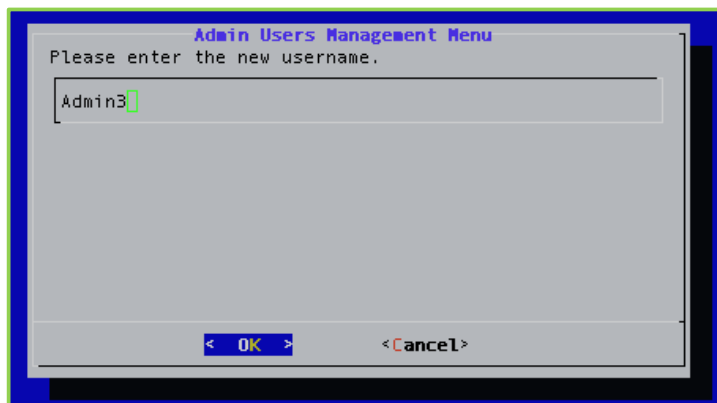 Admin Users Management Menu
Please enter the new username.
Admin3
< OK > <Cancel>